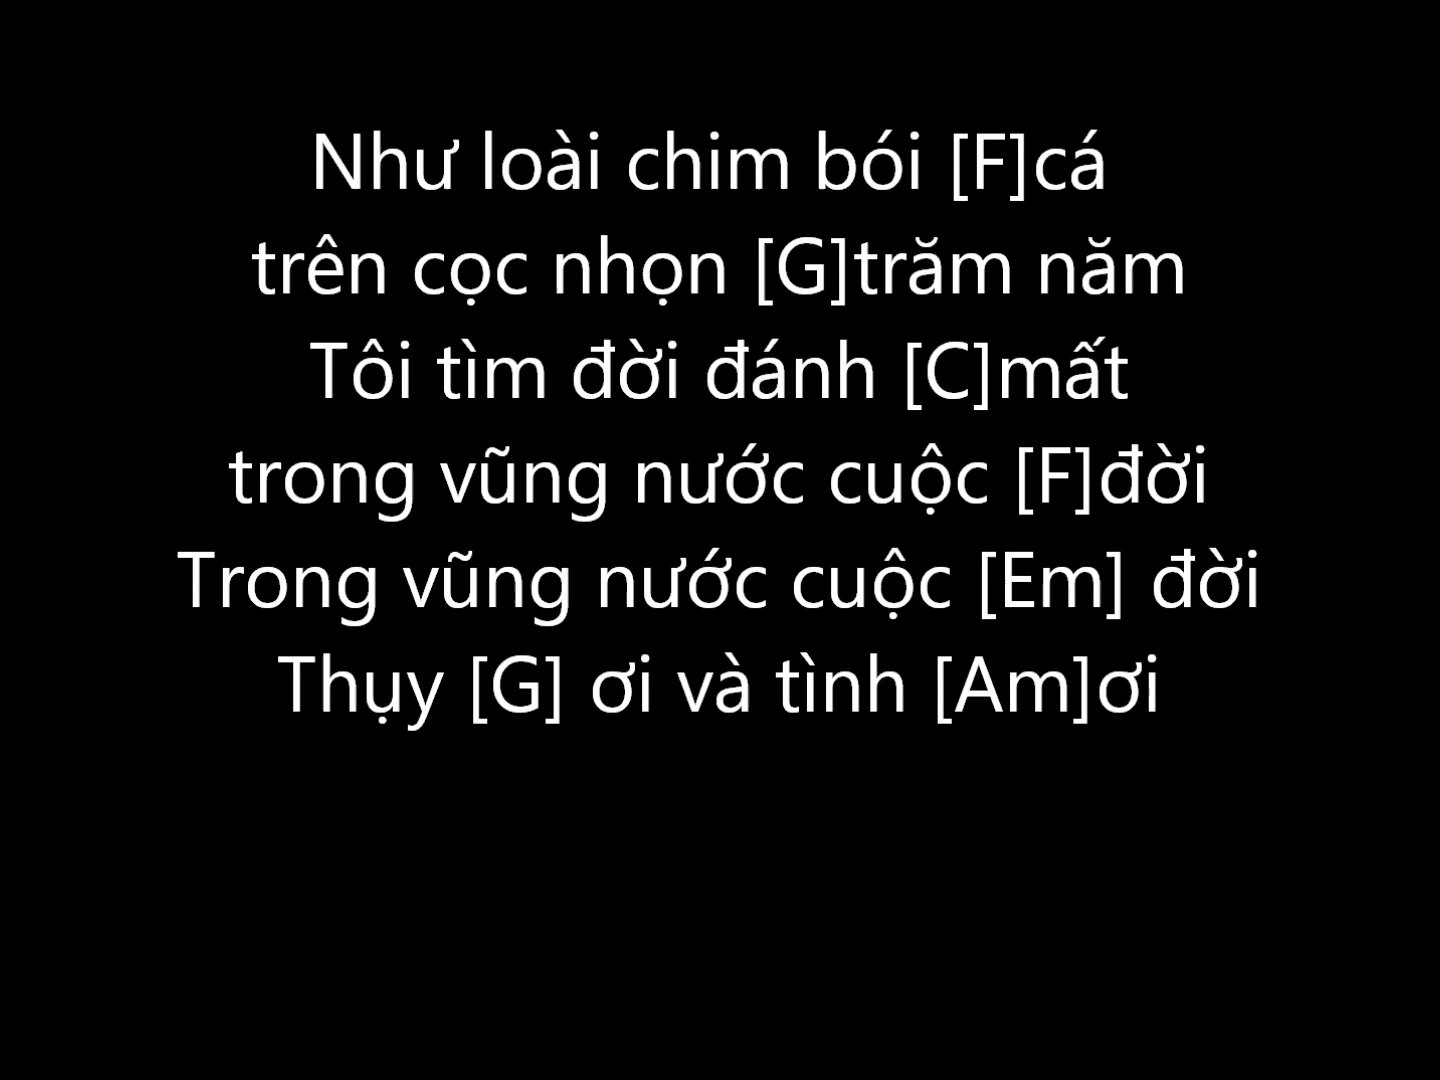 Như loài chim bói [F]cá
trên cọc nhọn [G]trăm năm
Tôi tìm đời đánh [C]mất
trong vũng nước cuộc [F]đời
Trong vũng nước cuộc [Em] đời
Thụy [G] ơi và tình [Am]ơi